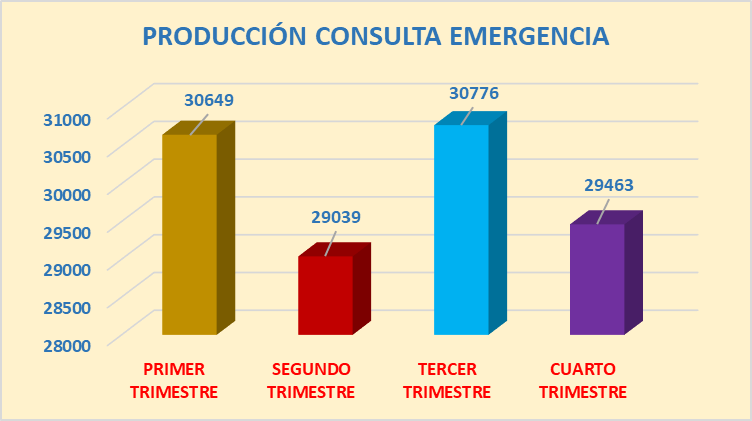 PRODUCCIÓN CONSULTA EMERGENCIA
31000
30500
30000
29500
29000
28500
28000
30649
29039
30776
29463
PRIMER
TRIMESTRE
SEGUNDO
TRIMESTRE
TERCER
TRIMESTRE
CUARTO
TRIMESTRE